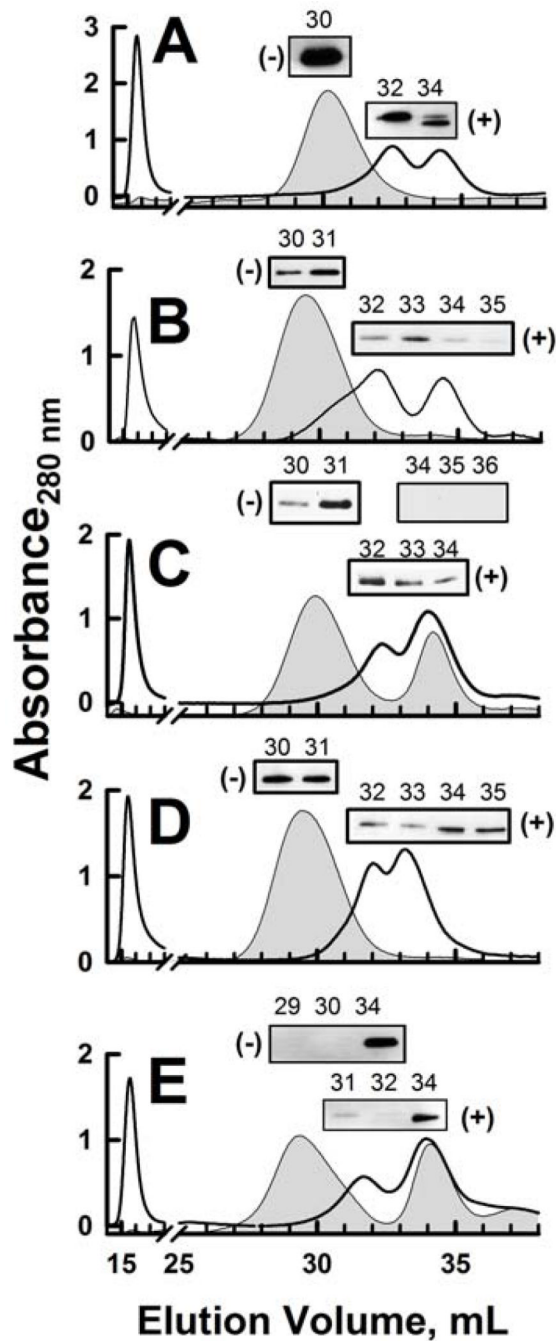 A
3
2
1
0
30
(-)
32 34
(+)
B
2
1
0
30 31
(-)
32 33 34 35
(+)
C
2
1
0
30 31
(-)
34 35 36
32 33 34
(+)
D
2
1
0
30 31
(-)
32 33 34 35
(+)
E
2
1
0
29 30 34
(-)
31 32 34
(+)
15 25 30 35
Absorbance280 nm
Elution Volume, mL